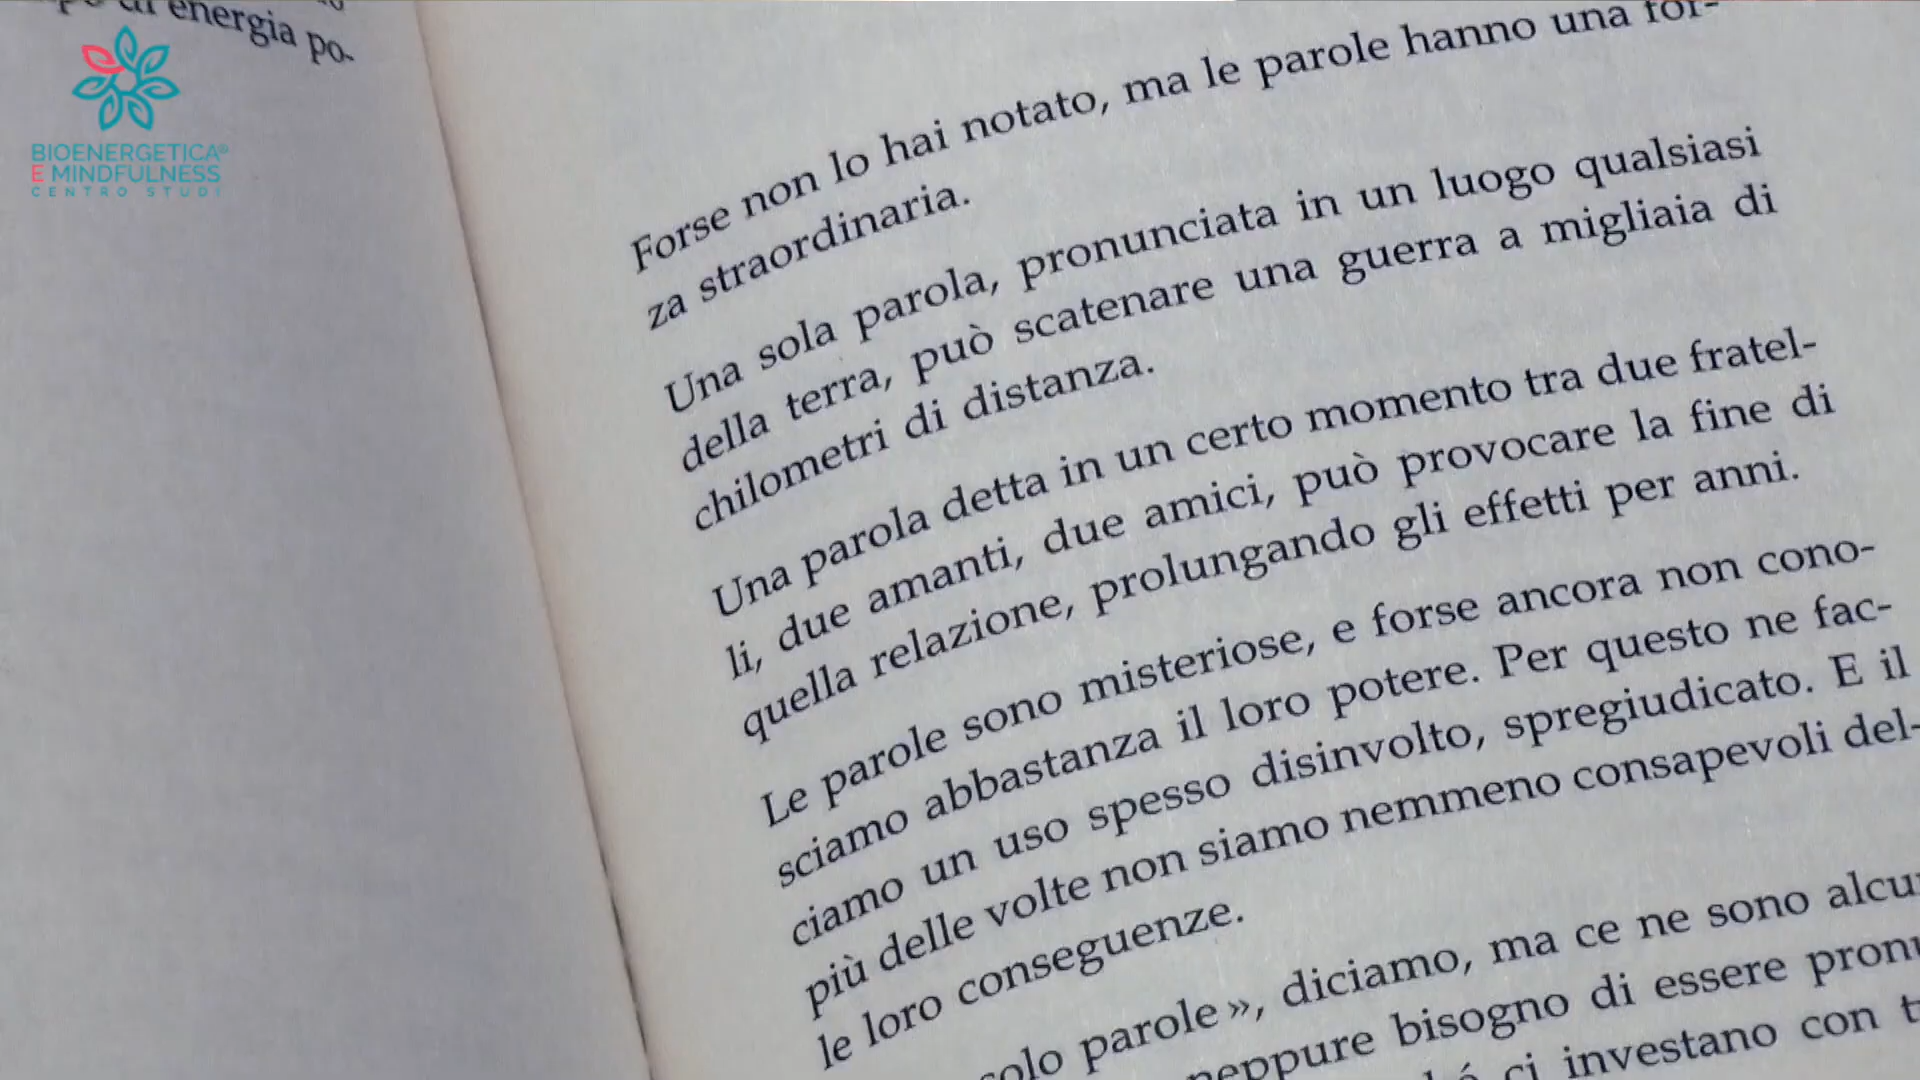 energia po-
BIOENERGETICA®
E MINDFULNESS
CENTRO STUDI
Forse non lo hai notato, ma le parole hanno una for-
za straordinaria.
Una sola parola, pronunciata in un luogo qualsiasi
della terra, può scatenare una guerra a migliaia di
chilometri di distanza.
Una parola detta in un certo momento tra due fratel-
li, due amanti, due amici, può provocare la fine di
quella relazione, prolungando gli effetti per anni.
Le parole sono misteriose, e forse ancora non cono-
sciamo abbastanza il loro potere. Per questo ne fac-
ciamo un uso spesso disinvolto, spregiudicato. E il
più delle volte non siamo nemmeno consapevoli del-
le loro conseguenze.
parole», diciamo, ma ce ne sono
neppure bisogno di essere
ci investano con